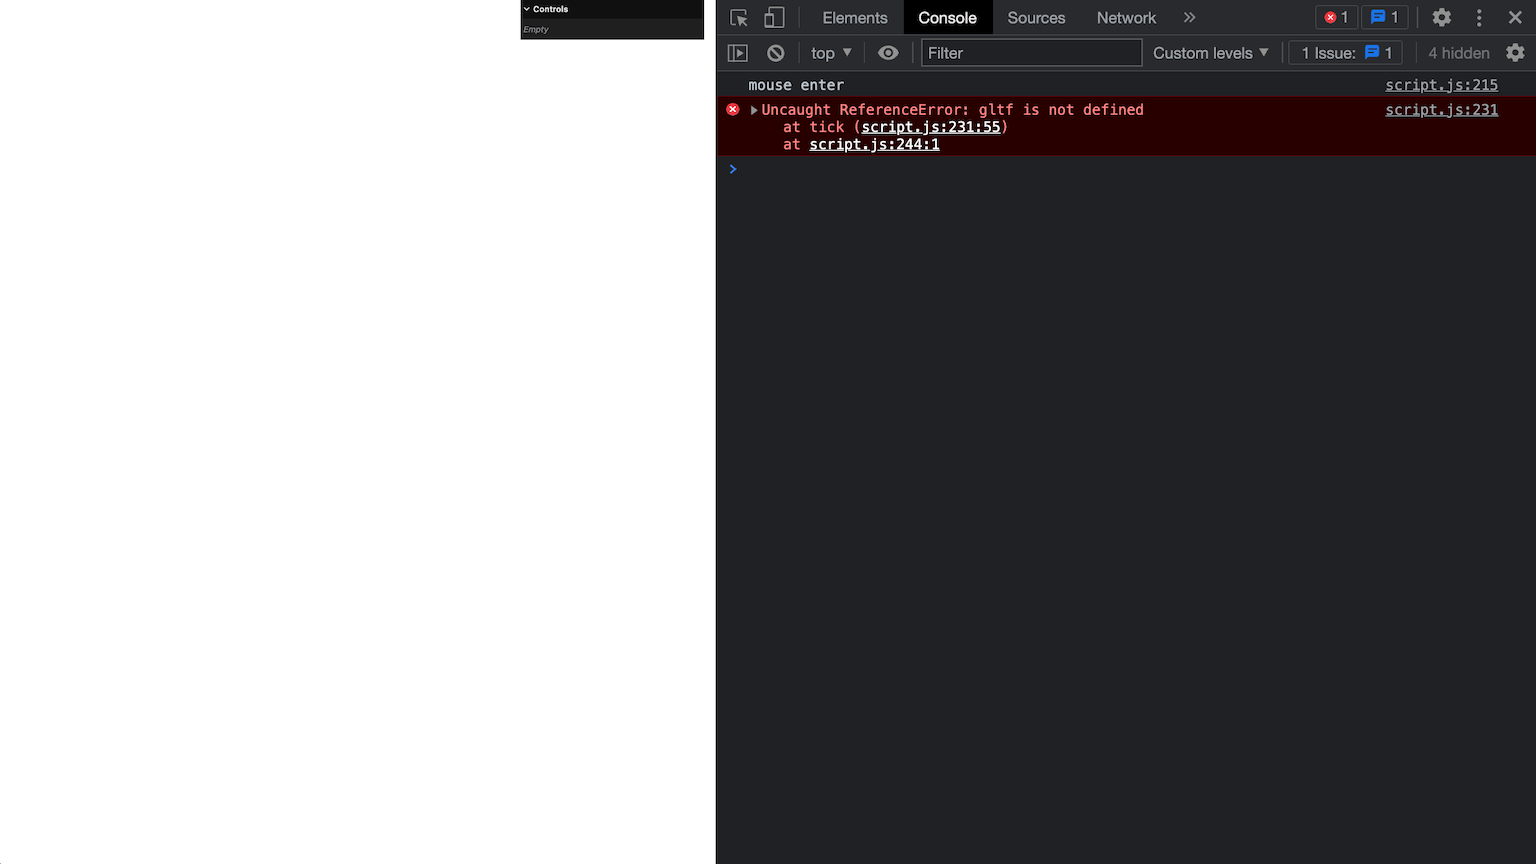 Controls
Empty
Elements Console Sources Network 1 1
top Filter Custom levels 1 Issue: 1 4 hidden
mouse enter script.js:215
Uncaught ReferenceError: gltf is not defined script.js:231
at tick (script.js:231:55)
at script.js:244:1